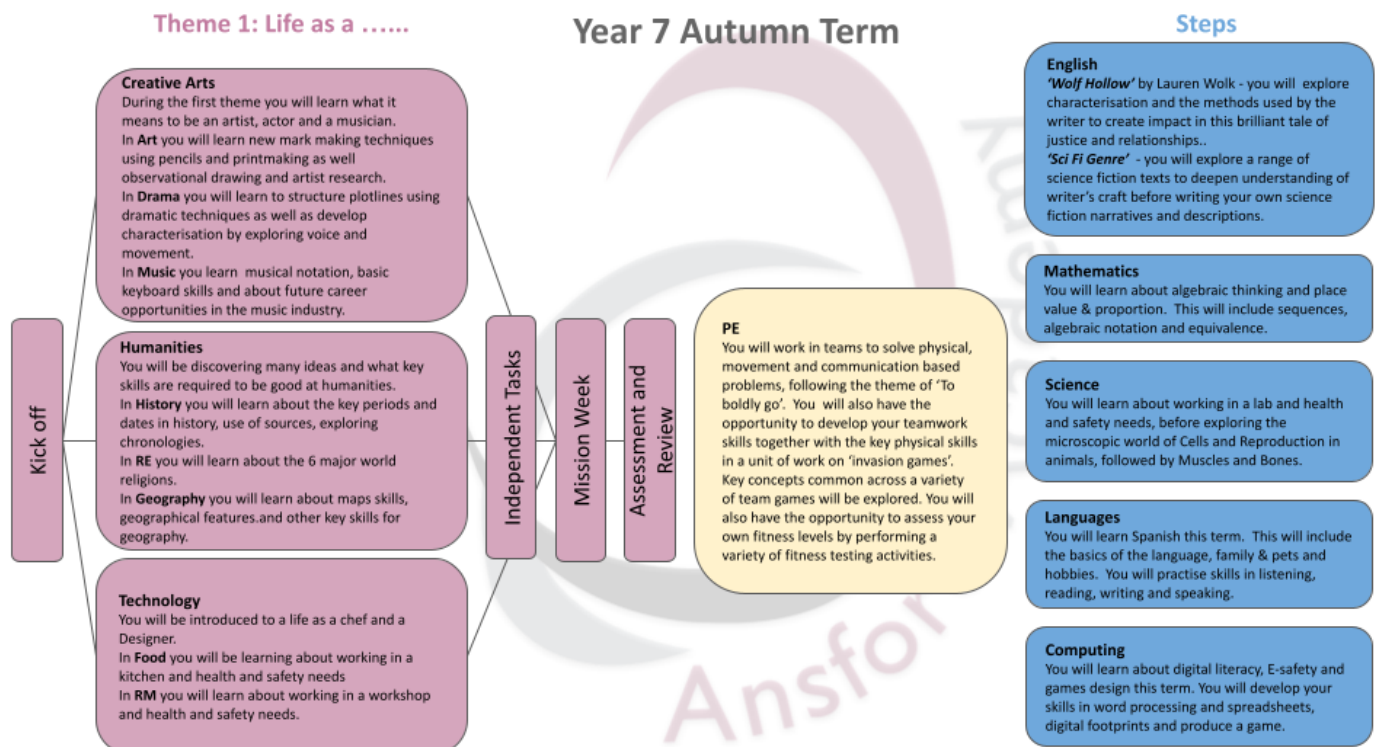 Theme 1: Life as a …...
Year 7 Autumn Term
Steps
Kick off
Creative Arts
During the first theme you will learn what it
means to be an artist, actor and a musician.
In Art you will learn new mark making techniques
using pencils and printmaking as well
observational drawing and artist research.
In Drama you will learn to structure plotlines using
dramatic techniques as well as develop
characterisation by exploring voice and
movement.
In Music you learn  musical notation, basic
keyboard skills and about future career
opportunities in the music industry.
Humanities
You will be discovering many ideas and what key
skills are required to be good at humanities.
In History you will learn about the key periods and
dates in history, use of sources, exploring
chronologies.
In RE you will learn about the 6 major world
religions.
In Geography you will learn about maps skills,
geographical features.and other key skills for
geography.
Technology
You will be introduced to a life as a chef and a
Designer.
In Food you will be learning about working in a
kitchen and health and safety needs
In RM you will learn about working in a workshop
and health and safety needs.
Independent Tasks
Mission Week
Assessment and
Review
PE
You will work in teams to solve physical,
movement and communication based
problems, following the theme of ‘To
boldly go’.  You  will also have the
opportunity to develop your teamwork
skills together with the key physical skills
in a unit of work on ‘invasion games’.
Key concepts common across a variety
of team games will be explored. You will
also have the opportunity to assess your
own fitness levels by performing a
variety of fitness testing activities.
English
‘Wolf Hollow’ by Lauren Wolk - you will  explore
characterisation and the methods used by the
writer to create impact in this brilliant tale of
justice and relationships..
‘Sci Fi Genre’  - you will explore a range of
science fiction texts to deepen understanding of
writer’s craft before writing your own science
fiction narratives and descriptions.
Mathematics
You will learn about algebraic thinking and place
value & proportion.  This will include sequences,
algebraic notation and equivalence.
Science
You will learn about working in a lab and health
and safety needs, before exploring the
microscopic world of Cells and Reproduction in
animals, followed by Muscles and Bones.
Languages
You will learn Spanish this term.  This will include
the basics of the language, family & pets and
hobbies.  You will practise skills in listening,
reading, writing and speaking.
Computing
You will learn about digital literacy, E-safety and
games design this term. You will develop your
skills in word processing and spreadsheets,
digital footprints and produce a game.
Ansfor